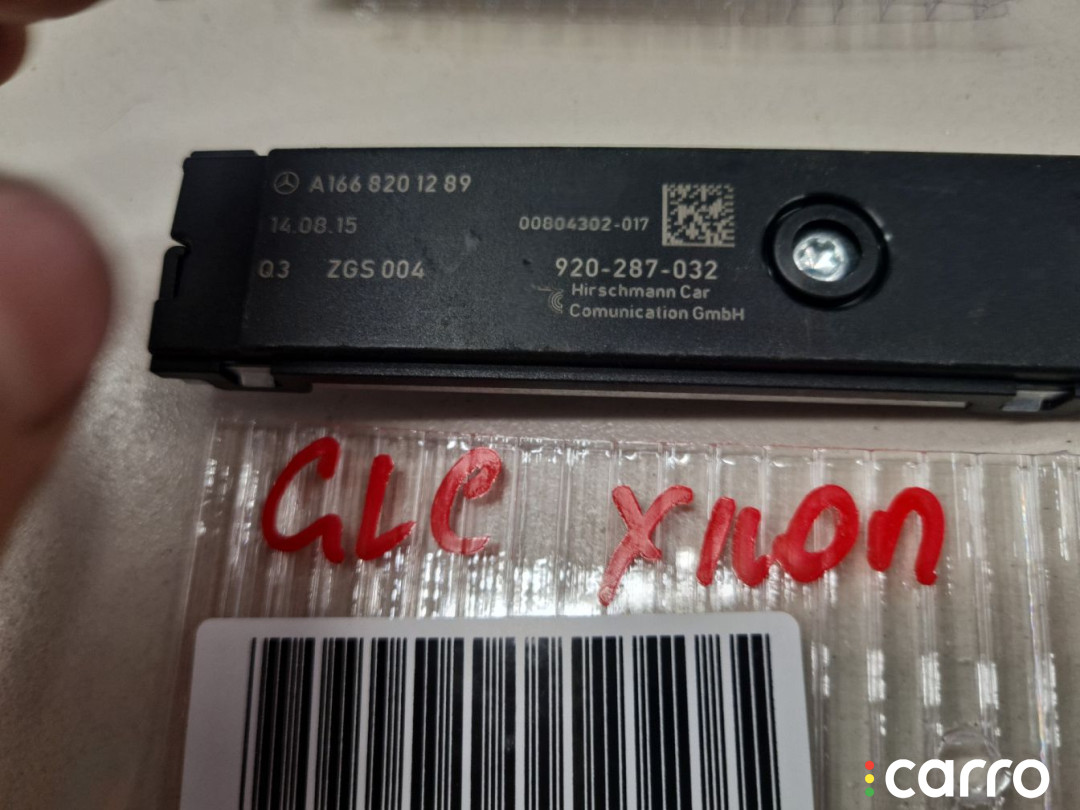 A166 820 12 89
14.08.15
00804302-017
Q3 ZGS 004
920-287-032
Hirschmann Car
Comunication GmbH
GLC
carro